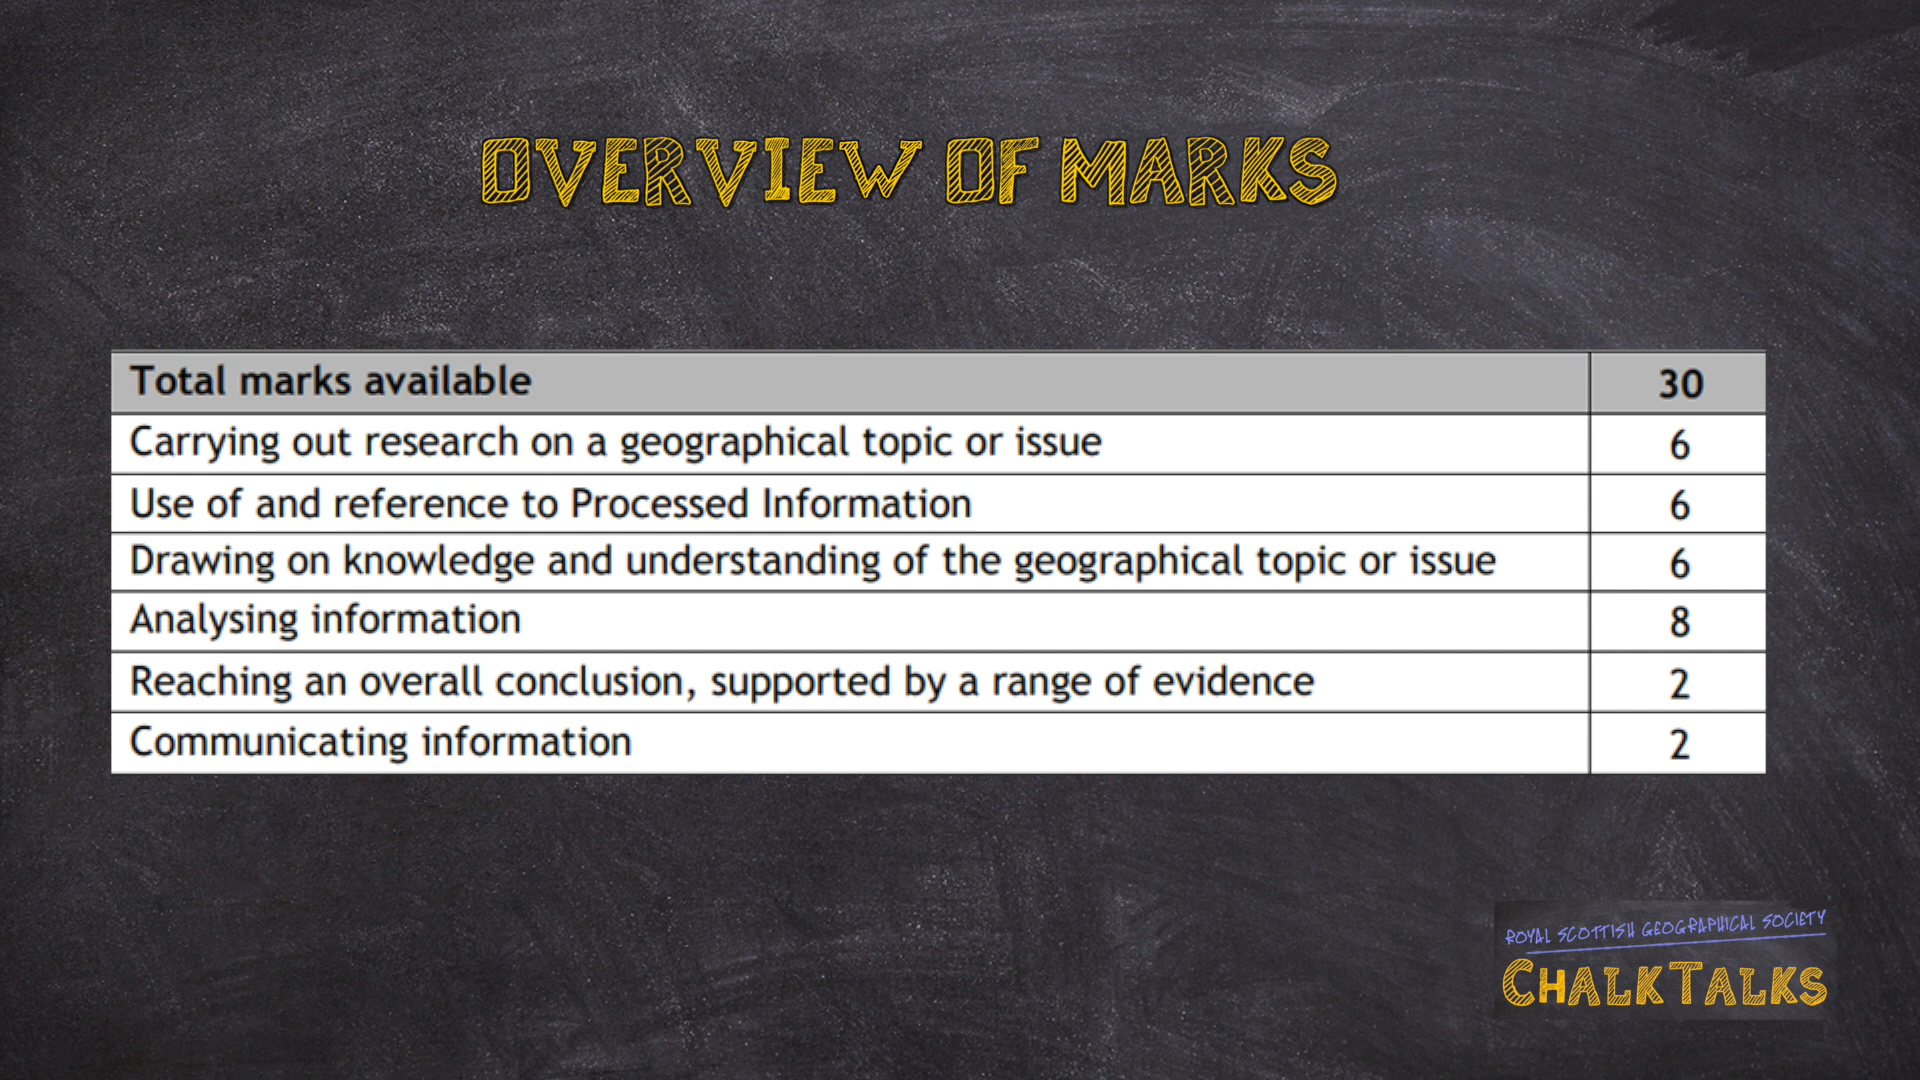 OVERVIEW OF MARKS
Total marks available 30
Carrying out research on a geographical topic or issue 6
Use of and reference to Processed Information 6
Drawing on knowledge and understanding of the geographical topic or issue 6
Analysing information 8
Reaching an overall conclusion, supported by a range of evidence 2
Communicating information 2
ROYAL SCOTTISH GEOGRAPHICAL SOCIETY
CHALKTALKS